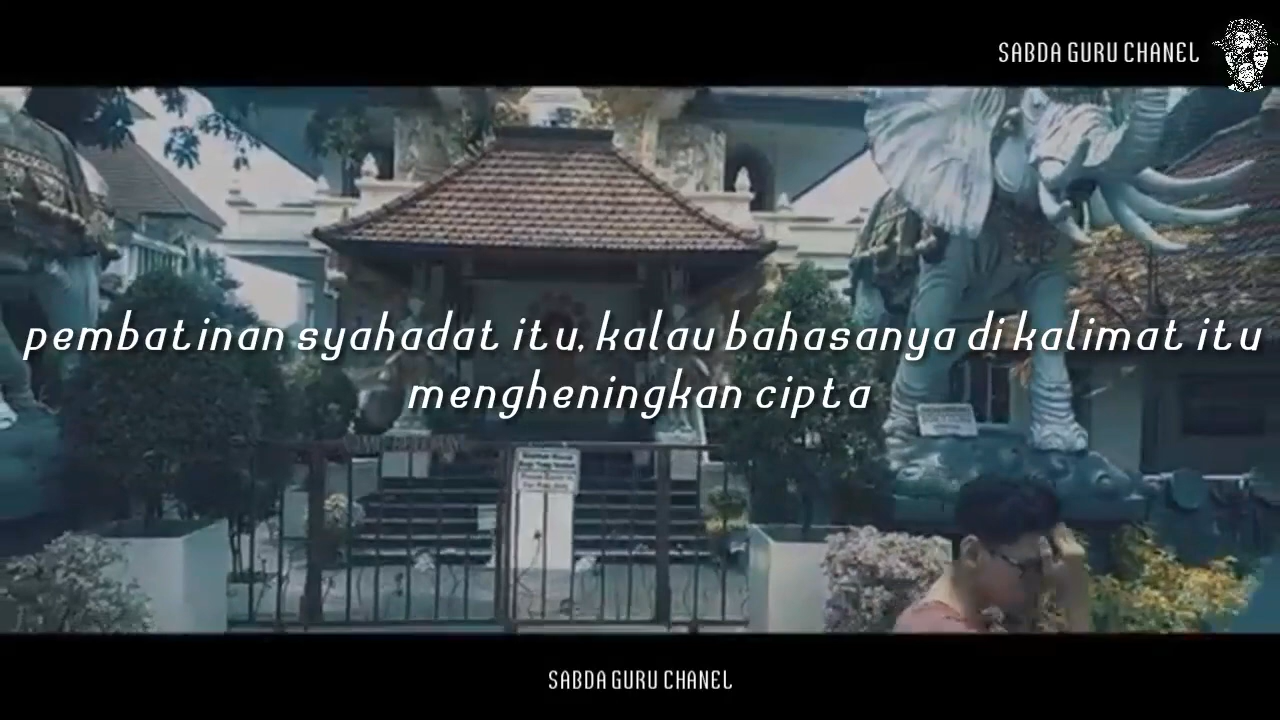 SABDA GURU CHANEL
pembatinan syahadat itu, kalau bahasanya di kalimat itu
mengheningkan cipta
SABDA GURU CHANEL